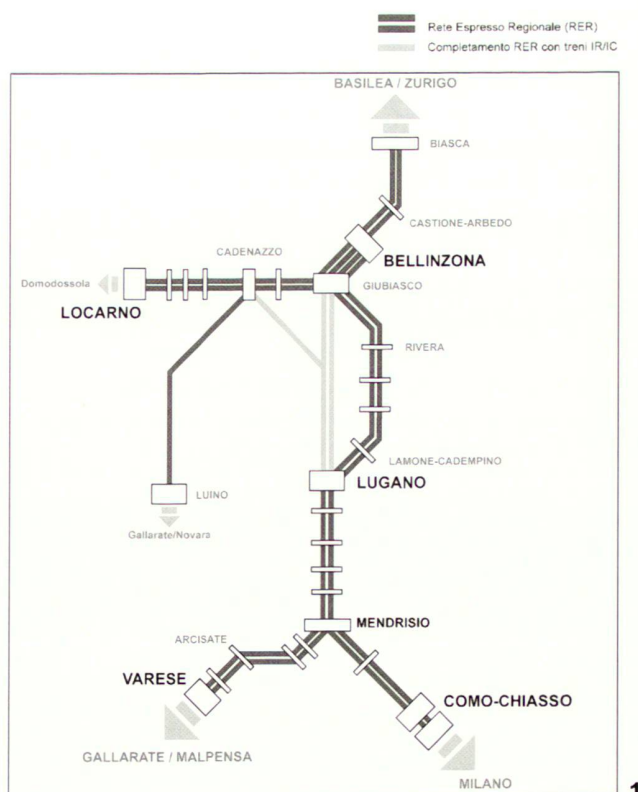 Rete Espresso Regionale (RER)
Completamento RER con treni IR/IC
BASILEA / ZURIGO
BIASCA
CASTIONE-ARBEDO
CADENAZZO
BELLINZONA
Domodossola
GIUBIASCO
LOCARNO
RIVERA
LAMONE-CADEMPINO
LUGANO
LUINO
Gallarate/Novara
MENDRISIO
ARCISATE
VARESE
COMO-CHIASSO
GALLARATE / MALPENSA
MILANO
1